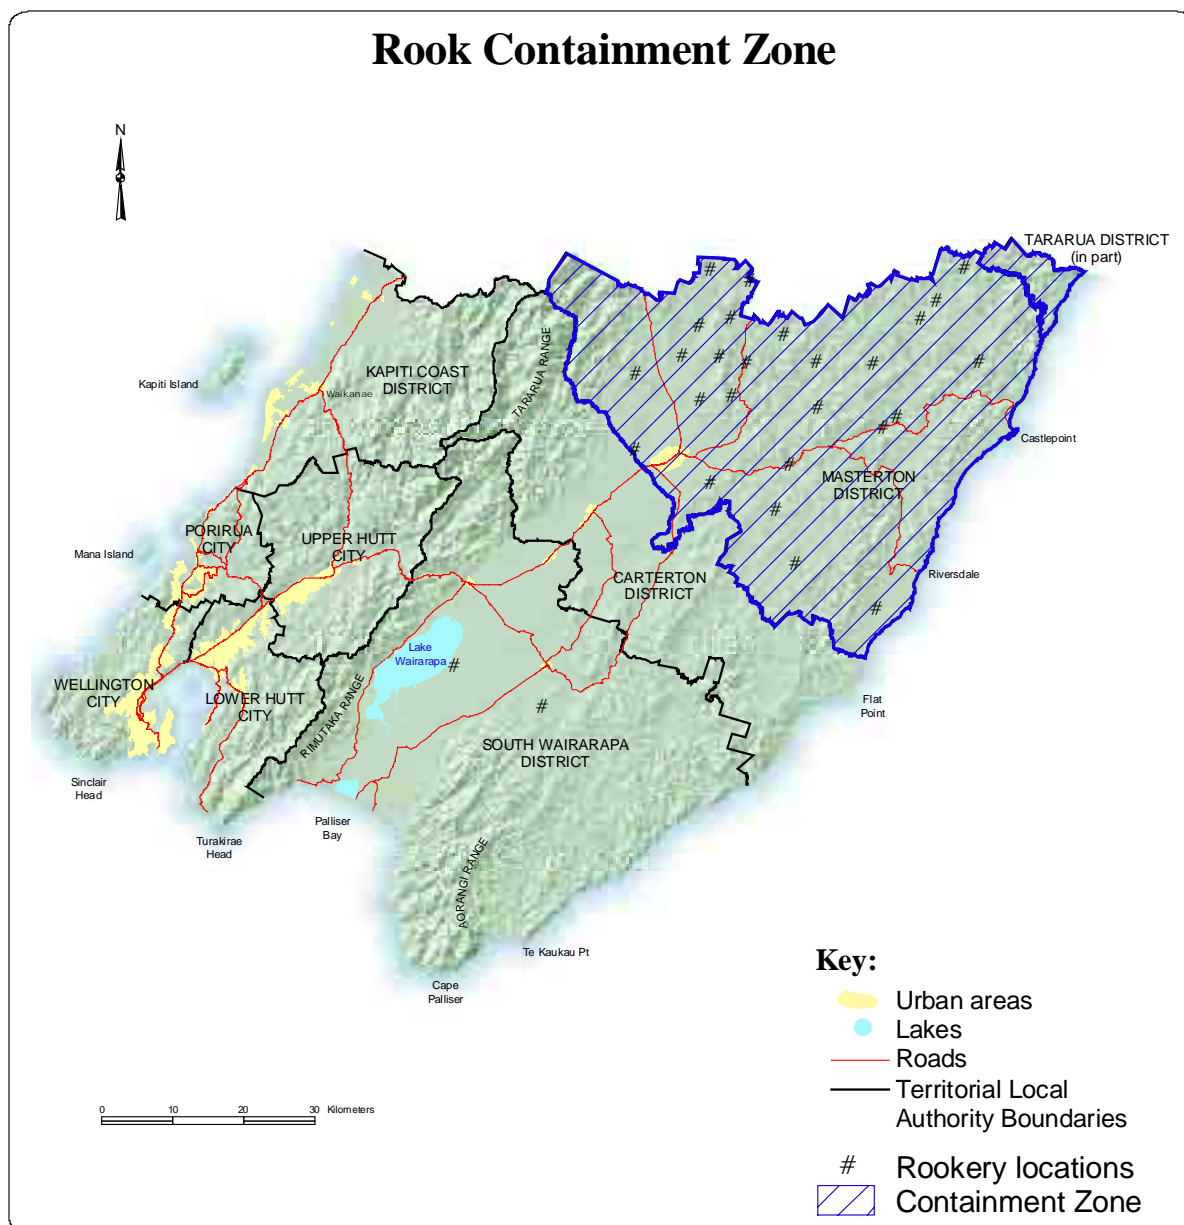 Rook Containment Zone
N
TARARUA DISTRICT
(in part)
TARARUA RANGE
KAPITI COAST
DISTRICT
Kapiti Island
Waikanae
Castlepoint
MASTERTON
DISTRICT
PORIRUA
CITY
UPPER HUTT
CITY
Mana Island
CARTERTON
DISTRICT
Riversdale
Lake
Wairarapa
WELLINGTON
CITY
LOWER HUTT
CITY
RIMUTAKA RANGE
Flat
Point
SOUTH WAIRARAPA
DISTRICT
Sinclair
Head
Palliser
Bay
Turakirae
Head
AORANGI RANGE
Te Kaukau Pt
Cape
Palliser
Key:
Urban areas
Lakes
Roads
Territorial Local
Authority Boundaries
# Rookery locations
Containment Zone
0 10 20 30 Kilometers